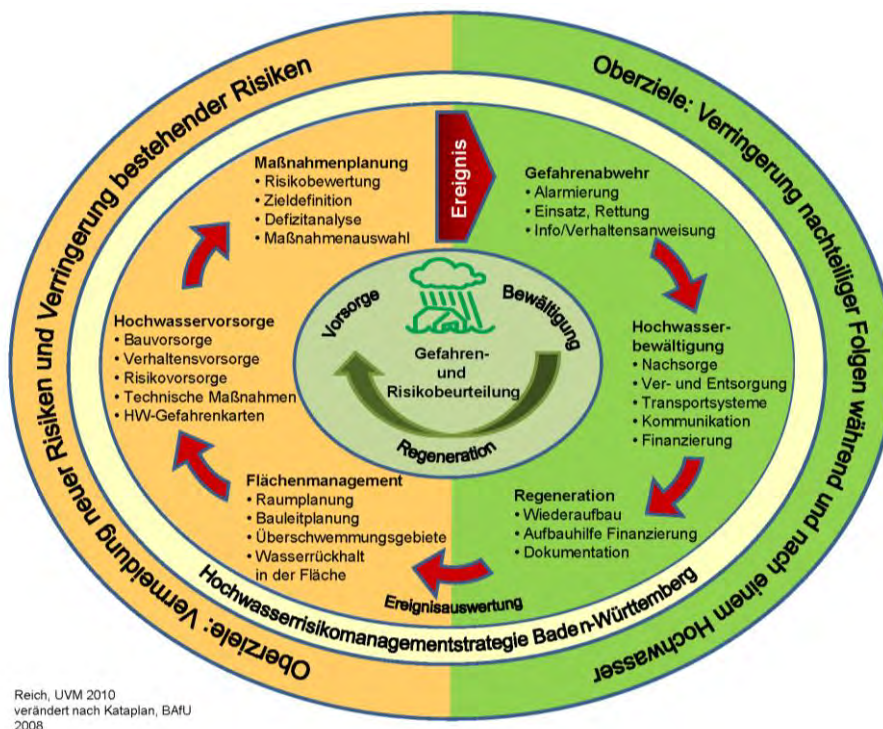 Oberziele: Vermeidung neuer Risiken und Verringerung bestehender Risiken
Oberziele: Verringerung nachteiliger Folgen während und nach einem Hochwasser
Hochwasserrisikomanagementstrategie Baden-Württemberg
Ereignis
Maßnahmenplanung
• Risikobewertung
• Zieldefinition
• Defizitanalyse
• Maßnahmenauswahl
Gefahrenabwehr
• Alarmierung
• Einsatz, Rettung
• Info/Verhaltensanweisung
Hochwasser-
bewältigung
• Nachsorge
• Ver- und Entsorgung
• Transportsysteme
• Kommunikation
• Finanzierung
Regeneration
• Wiederaufbau
• Aufbauhilfe Finanzierung
• Dokumentation
Ereignisauswertung
Flächenmanagement
• Raumplanung
• Bauleitplanung
• Überschwemmungsgebiete
• Wasserrückhalt
in der Fläche
Hochwasservorsorge
• Bauvorsorge
• Verhaltensvorsorge
• Risikovorsorge
• Technische Maßnahmen
• HW-Gefahrenkarten
Vorsorge
Bewältigung
Gefahren-
und
Risikobeurteilung
Regeneration
Reich, UVM 2010
verändert nach Kataplan, BAfU
2008